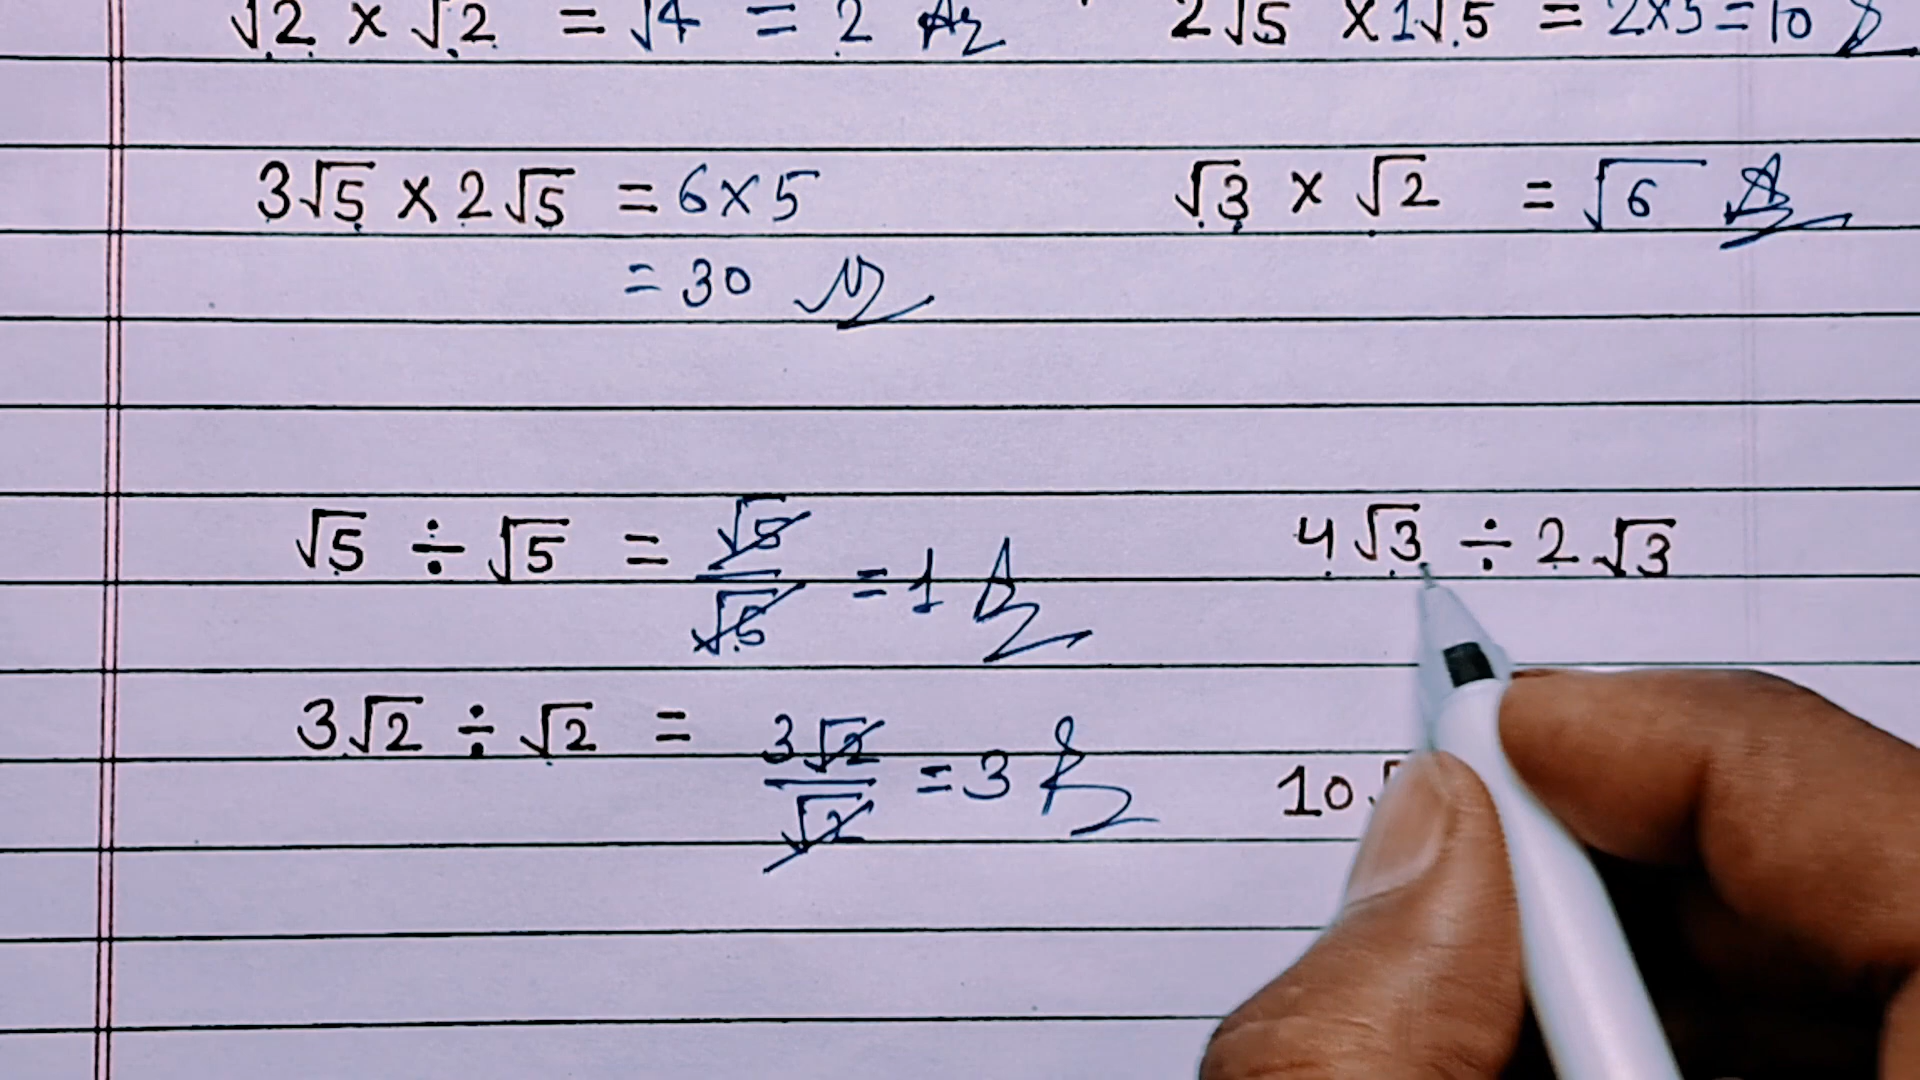 √2 × √2 = √4 = 2 Ar
2√5 × 1√5 = 2×5=10
3√5 × 2√5 = 6×5
= 30
√3 × √2 = √6
√5 ÷ √5 = √5/√5 = 1
4√3 ÷ 2√3
3√2 ÷ √2 = 3√2/√2 = 3
10√